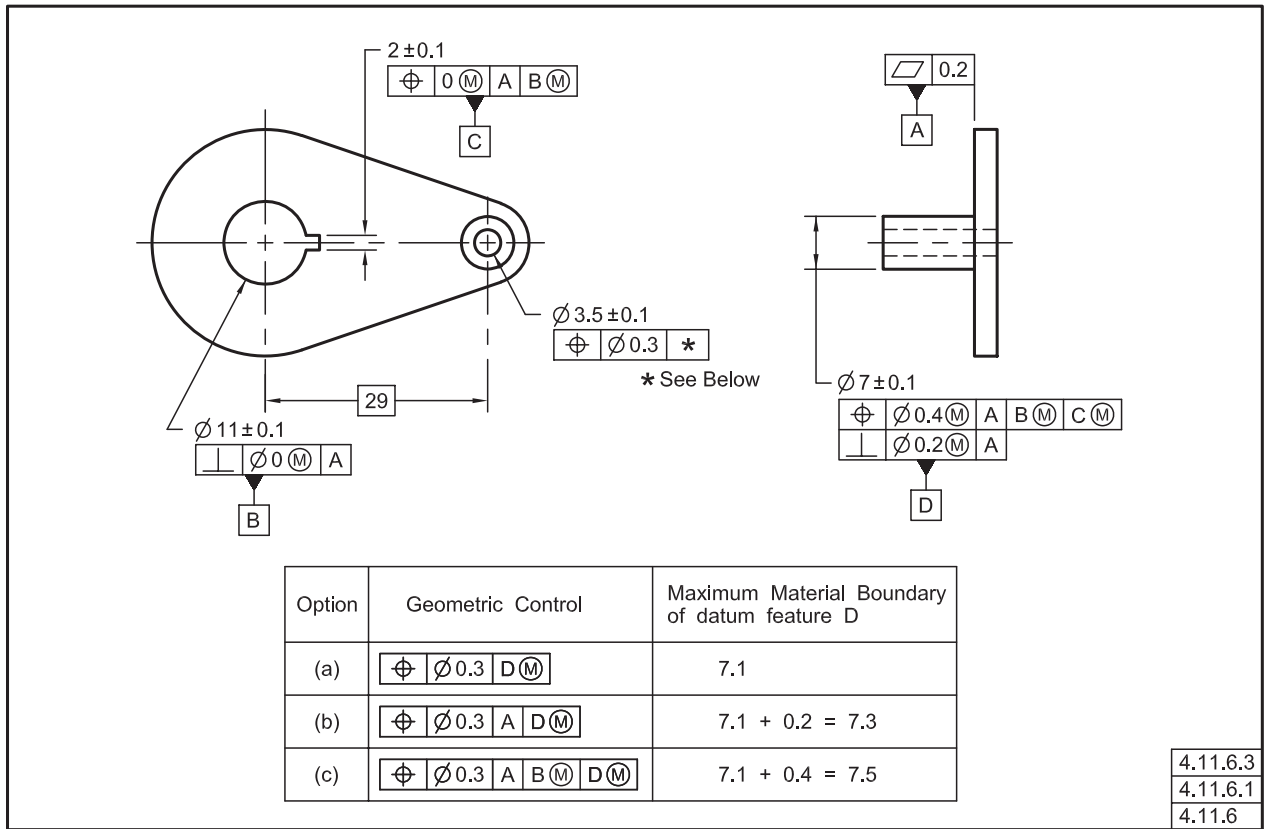 2 ±0.1
⌖ 0 Ⓜ A B Ⓜ
C
⏥ 0.2
A
∅ 3.5 ±0.1
⌖ ∅ 0.3 *
* See Below
29
∅ 11 ±0.1
⟂ ∅ 0 Ⓜ A
B
∅ 7 ±0.1
⌖ ∅ 0.4 Ⓜ A B Ⓜ C Ⓜ
⟂ ∅ 0.2 Ⓜ A
D
Option Geometric Control Maximum Material Boundary
of datum feature D
(a) ⌖ ∅ 0.3 D Ⓜ 7.1
(b) ⌖ ∅ 0.3 A D Ⓜ 7.1 + 0.2 = 7.3
(c) ⌖ ∅ 0.3 A B Ⓜ D Ⓜ 7.1 + 0.4 = 7.5
4.11.6.3
4.11.6.1
4.11.6